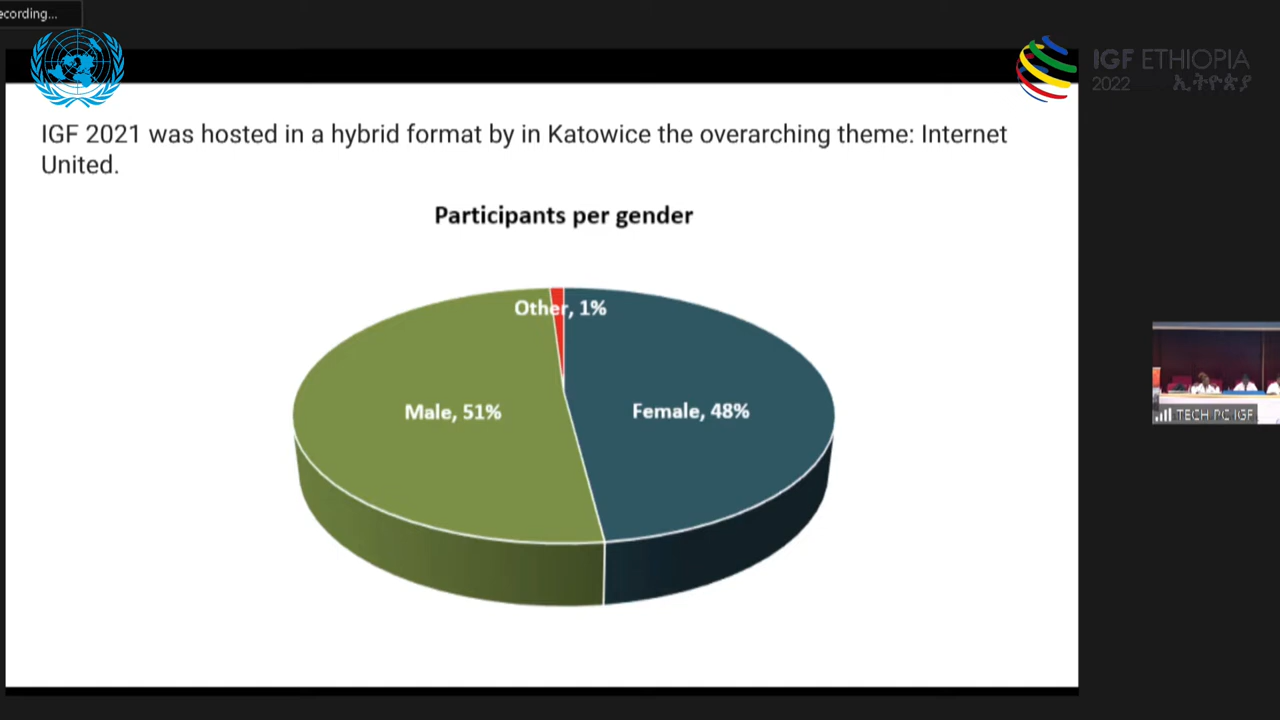 ecording...
IGF ETHIOPIA
2022 ኢትዮጵያ
IGF 2021 was hosted in a hybrid format by in Katowice the overarching theme: Internet
United.
Participants per gender
Other, 1%
Male, 51%
Female, 48%
TECH PC IGF